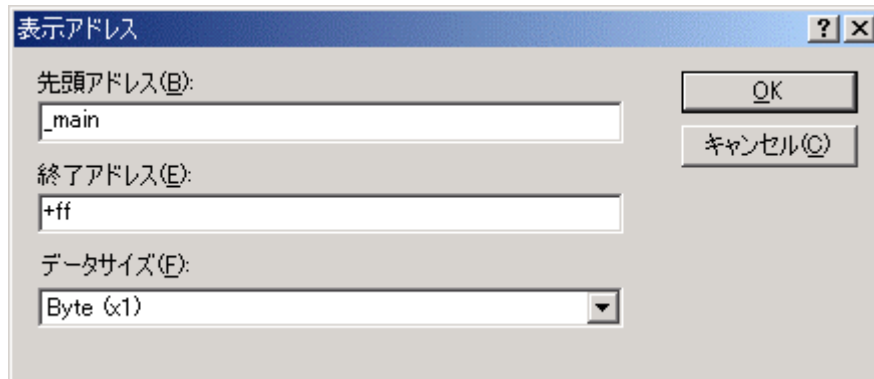 表示アドレス
先頭アドレス(B):
_main
OK
キャンセル(C)
終了アドレス(E):
+ff
データサイズ(F):
Byte (x1)